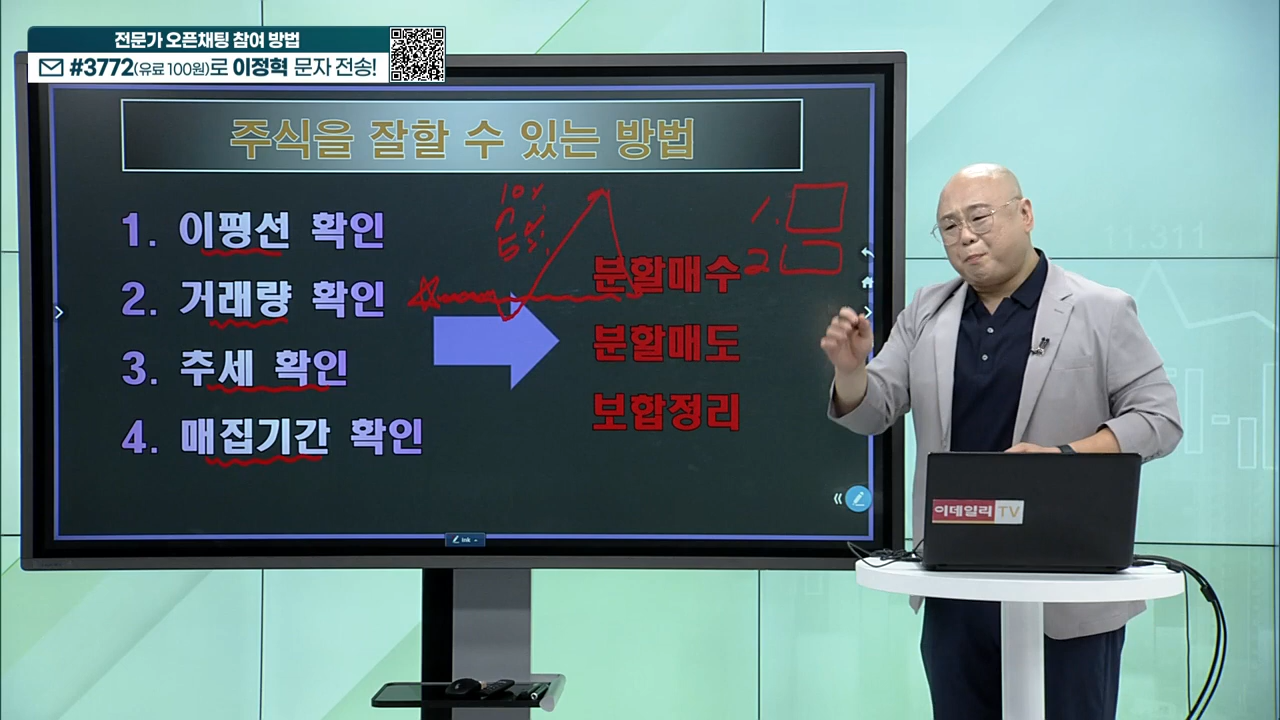 전문가 오픈채팅 참여 방법
#3772(유료 100원)로 이정혁 문자 전송!
주식을 잘할 수 있는 방법
1. 이평선 확인
2. 거래량 확인
3. 추세 확인
4. 매집기간 확인
10%
5
분할매수
분할매도
보합정리
1.
2
Ink
이데일리TV
11.311